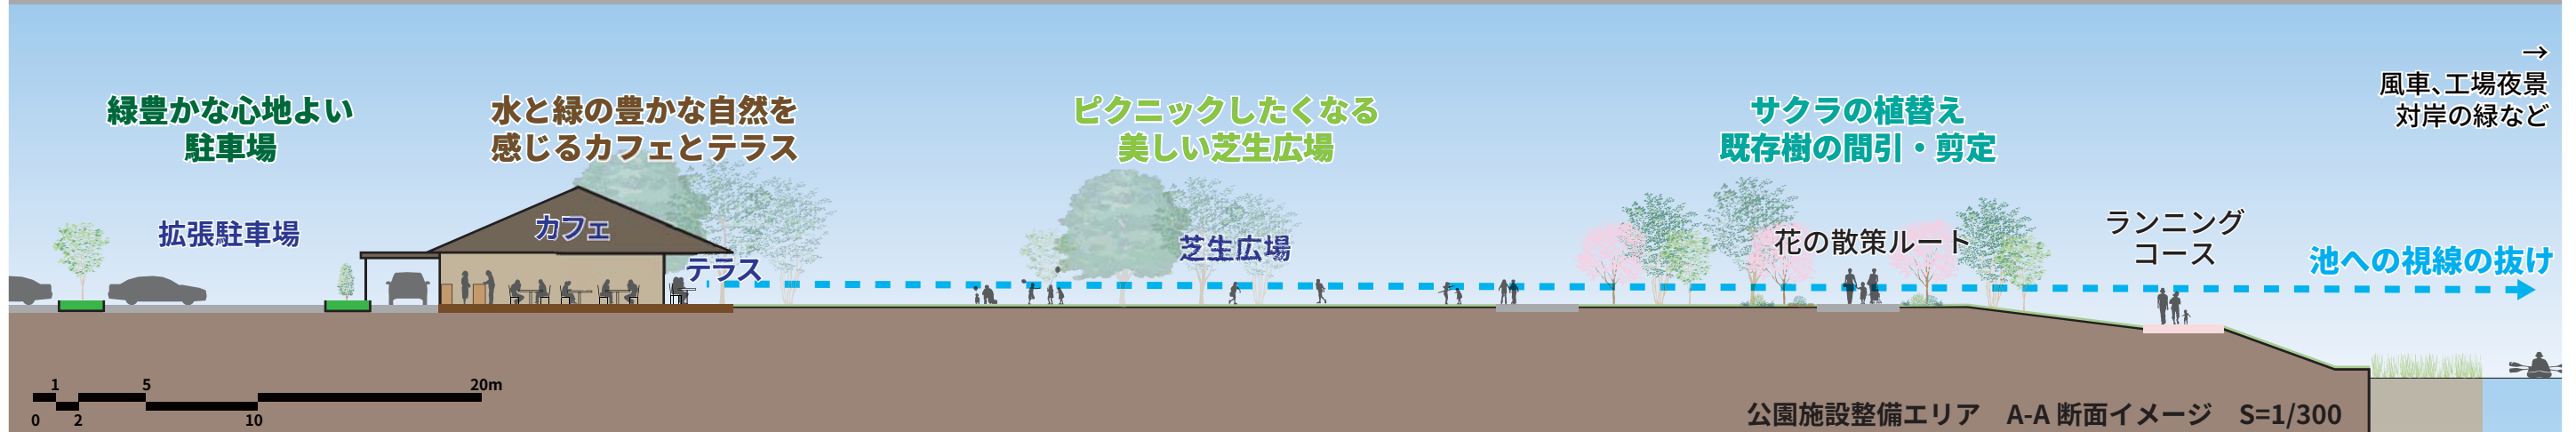 緑豊かな心地よい
駐車場
水と緑の豊かな自然を
感じるカフェとテラス
ピクニックしたくなる
美しい芝生広場
サクラの植替え
既存樹の間引・剪定
→
風車、工場夜景
対岸の緑など
拡張駐車場
カフェ
テラス
芝生広場
花の散策ルート
ランニング
コース
池への視線の抜け
1 5 20m
0 2 10
公園施設整備エリア A-A 断面イメージ S=1/300